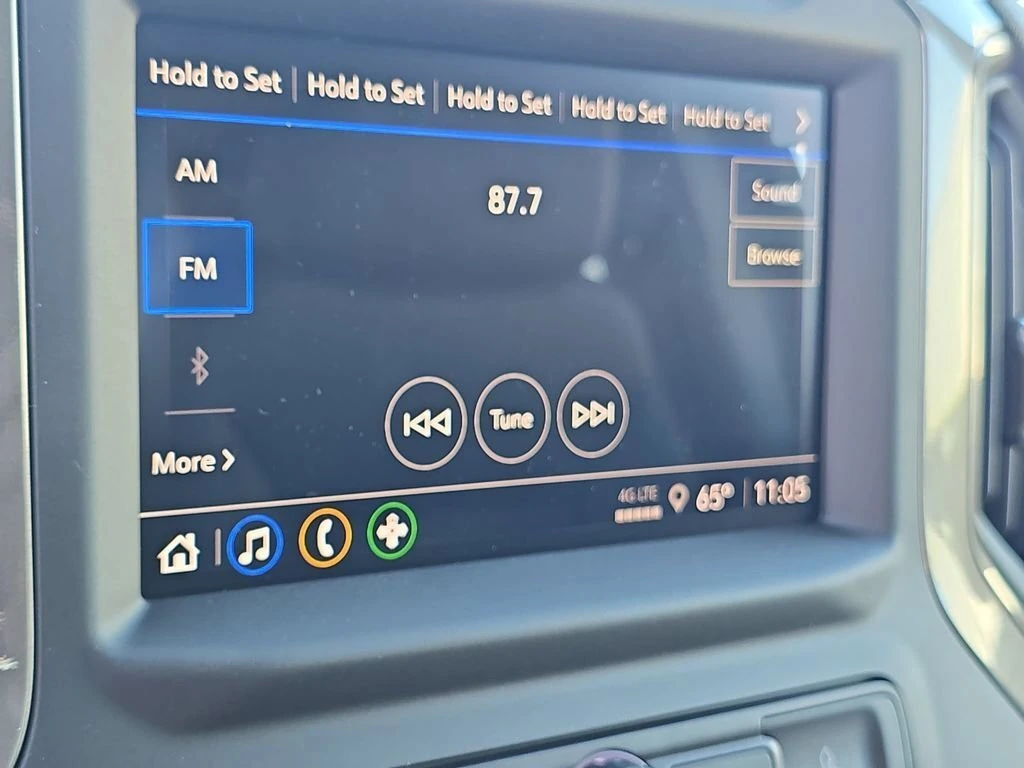 Hold to Set Hold to Set Hold to Set Hold to Set Hold to Set
AM
87.7
Sound
FM
Browse
Tune
More
4G LTE 65° 11:05